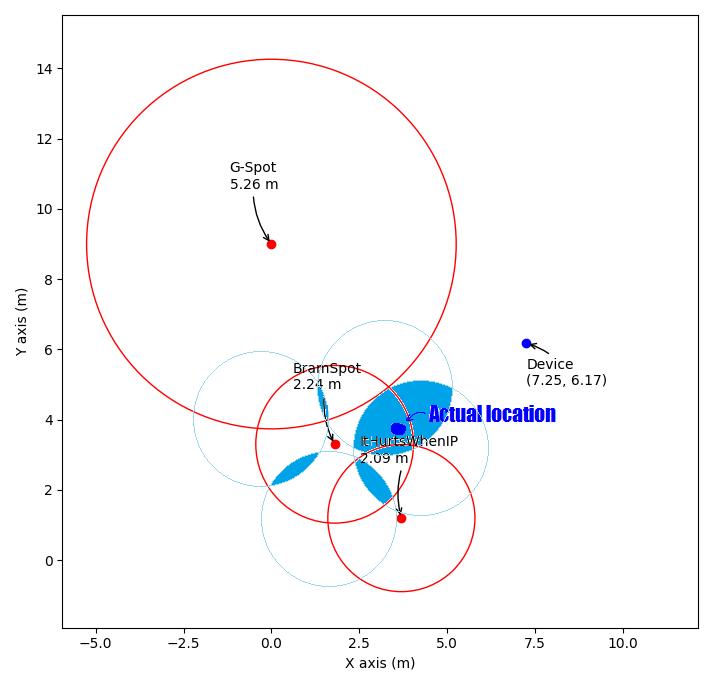 14
12
10
8
6
4
2
0
Y axis (m)
G-Spot
5.26 m
BrarnSpot
2.24 m
ItHurtsWhenIP
2.09 m
Actual location
Device
(7.25, 6.17)
−5.0 −2.5 0.0 2.5 5.0 7.5 10.0
X axis (m)